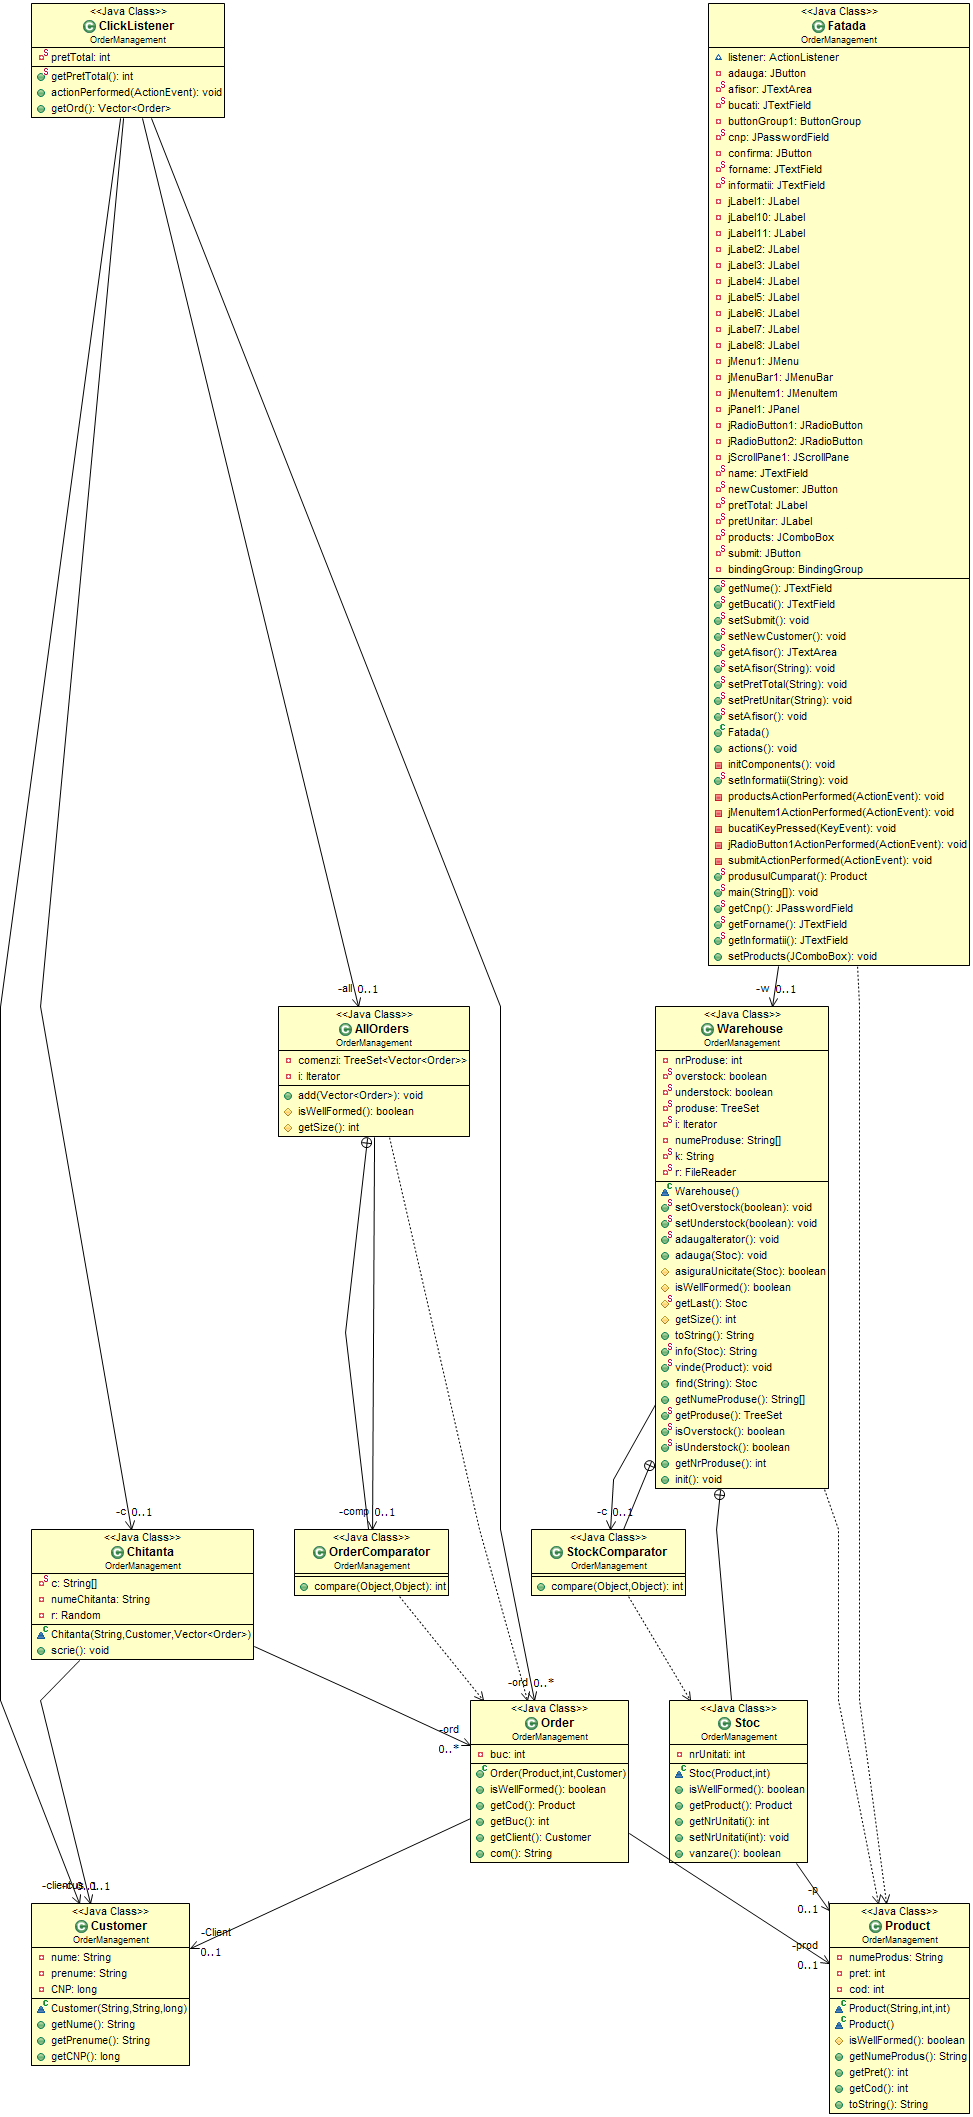 <<Java Class>>
ClickListener
OrderManagement
pretTotal: int
getPretTotal(): int
actionPerformed(ActionEvent): void
getOrd(): Vector<Order>
<<Java Class>>
Fatada
OrderManagement
listener: ActionListener
adauga: JButton
afisor: JTextArea
bucati: JTextField
buttonGroup1: ButtonGroup
cnp: JPasswordField
confirma: JButton
forname: JTextField
informatii: JTextField
jLabel1: JLabel
jLabel10: JLabel
jLabel11: JLabel
jLabel2: JLabel
jLabel3: JLabel
jLabel4: JLabel
jLabel5: JLabel
jLabel6: JLabel
jLabel7: JLabel
jLabel8: JLabel
jMenu1: JMenu
jMenuBar1: JMenuBar
jMenuItem1: JMenuItem
jPanel1: JPanel
jRadioButton1: JRadioButton
jRadioButton2: JRadioButton
jScrollPane1: JScrollPane
name: JTextField
newCustomer: JButton
pretTotal: JLabel
pretUnitar: JLabel
products: JComboBox
submit: JButton
bindingGroup: BindingGroup
getNume(): JTextField
getBucati(): JTextField
setSubmit(): void
setNewCustomer(): void
getAfisor(): JTextArea
setAfisor(String): void
setPretTotal(String): void
setPretUnitar(String): void
setAfisor(): void
Fatada()
actions(): void
initComponents(): void
setInformatii(String): void
productsActionPerformed(ActionEvent): void
jMenuItem1ActionPerformed(ActionEvent): void
bucatiKeyPressed(KeyEvent): void
jRadioButton1ActionPerformed(ActionEvent): void
submitActionPerformed(ActionEvent): void
produsulCumparat(): Product
main(String[]): void
getCnp(): JPasswordField
getForname(): JTextField
getInformatii(): JTextField
setProducts(JComboBox): void
-all 0..1
-w 0..1
<<Java Class>>
AllOrders
OrderManagement
comenzi: TreeSet<Vector<Order>>
i: Iterator
add(Vector<Order>): void
isWellFormed(): boolean
getSize(): int
<<Java Class>>
Warehouse
OrderManagement
nrProduse: int
overstock: boolean
understock: boolean
produse: TreeSet
i: Iterator
numeProduse: String[]
k: String
r: FileReader
Warehouse()
setOverstock(boolean): void
setUnderstock(boolean): void
adaugaIterator(): void
adauga(Stoc): void
asiguraUnicitate(Stoc): boolean
isWellFormed(): boolean
getLast(): Stoc
getSize(): int
toString(): String
info(Stoc): String
vinde(Product): void
find(String): Stoc
getNumeProduse(): String[]
getProduse(): TreeSet
isOverstock(): boolean
isUnderstock(): boolean
getNrProduse(): int
init(): void
-c 0..1
-comp 0..1
-c 0..1
<<Java Class>>
Chitanta
OrderManagement
c: String[]
numeChitanta: String
r: Random
Chitanta(String,Customer,Vector<Order>)
scrie(): void
<<Java Class>>
OrderComparator
OrderManagement
compare(Object,Object): int
<<Java Class>>
StockComparator
OrderManagement
compare(Object,Object): int
-ord 0..*
-ord
0..*
<<Java Class>>
Order
OrderManagement
buc: int
Order(Product,int,Customer)
isWellFormed(): boolean
getCod(): Product
getBuc(): int
getClient(): Customer
com(): String
<<Java Class>>
Stoc
OrderManagement
nrUnitati: int
Stoc(Product,int)
isWellFormed(): boolean
getProduct(): Product
getNrUnitati(): int
setNrUnitati(int): void
vanzare(): boolean
-p
0..1
-Client
0..1
-prod
0..1
<<Java Class>>
Customer
OrderManagement
nume: String
prenume: String
CNP: long
Customer(String,String,long)
getNume(): String
getPrenume(): String
getCNP(): long
<<Java Class>>
Product
OrderManagement
numeProdus: String
pret: int
cod: int
Product(String,int,int)
Product()
isWellFormed(): boolean
getNumeProdus(): String
getPret(): int
getCod(): int
toString(): String